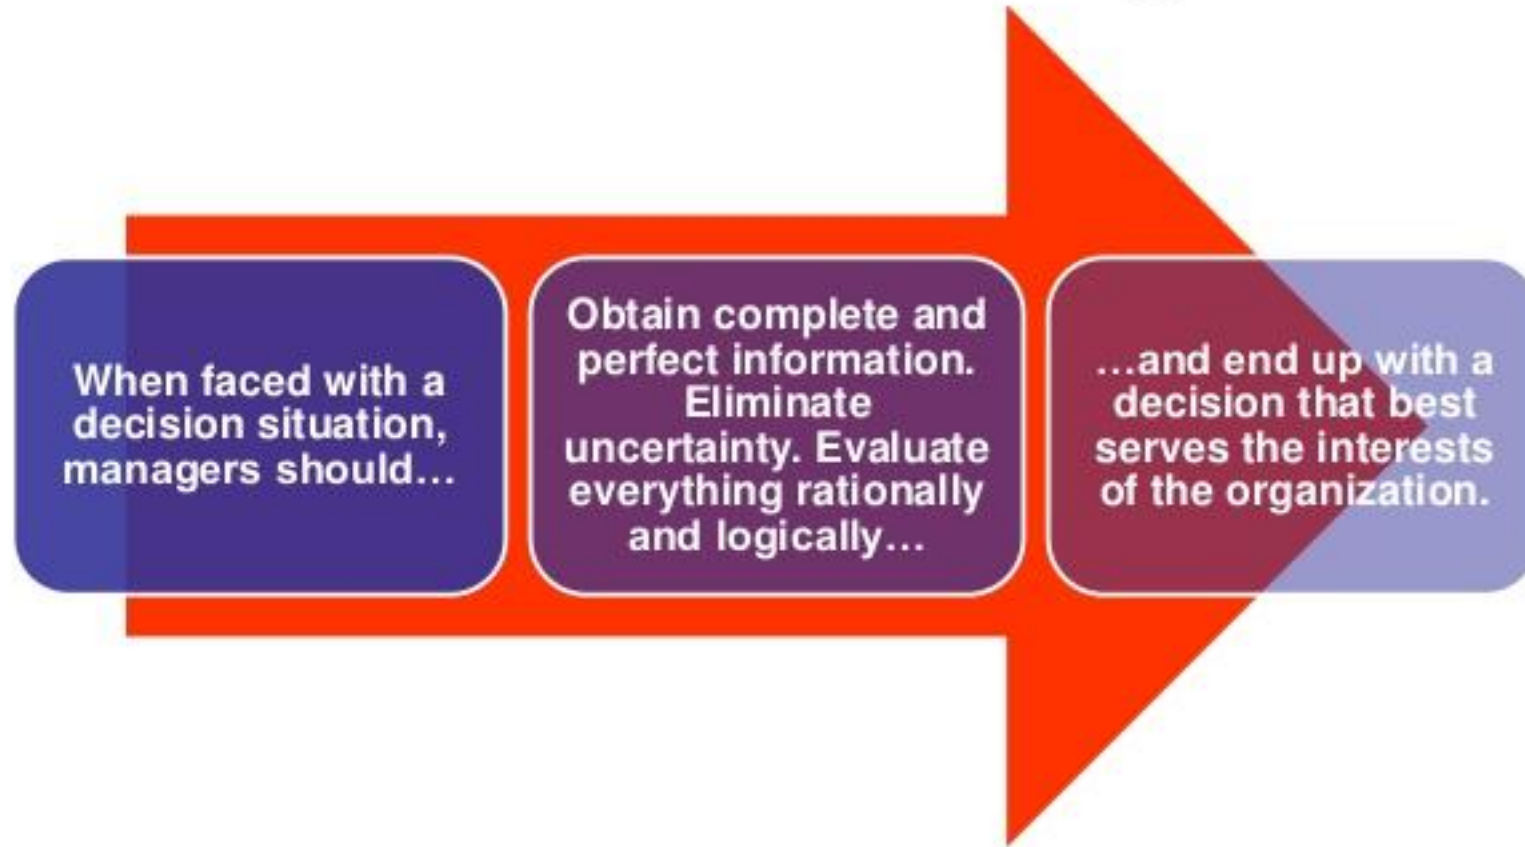 When faced with a
decision situation,
managers should…
Obtain complete and
perfect information.
Eliminate
uncertainty. Evaluate
everything rationally
and logically…
…and end up with a
decision that best
serves the interests
of the organization.